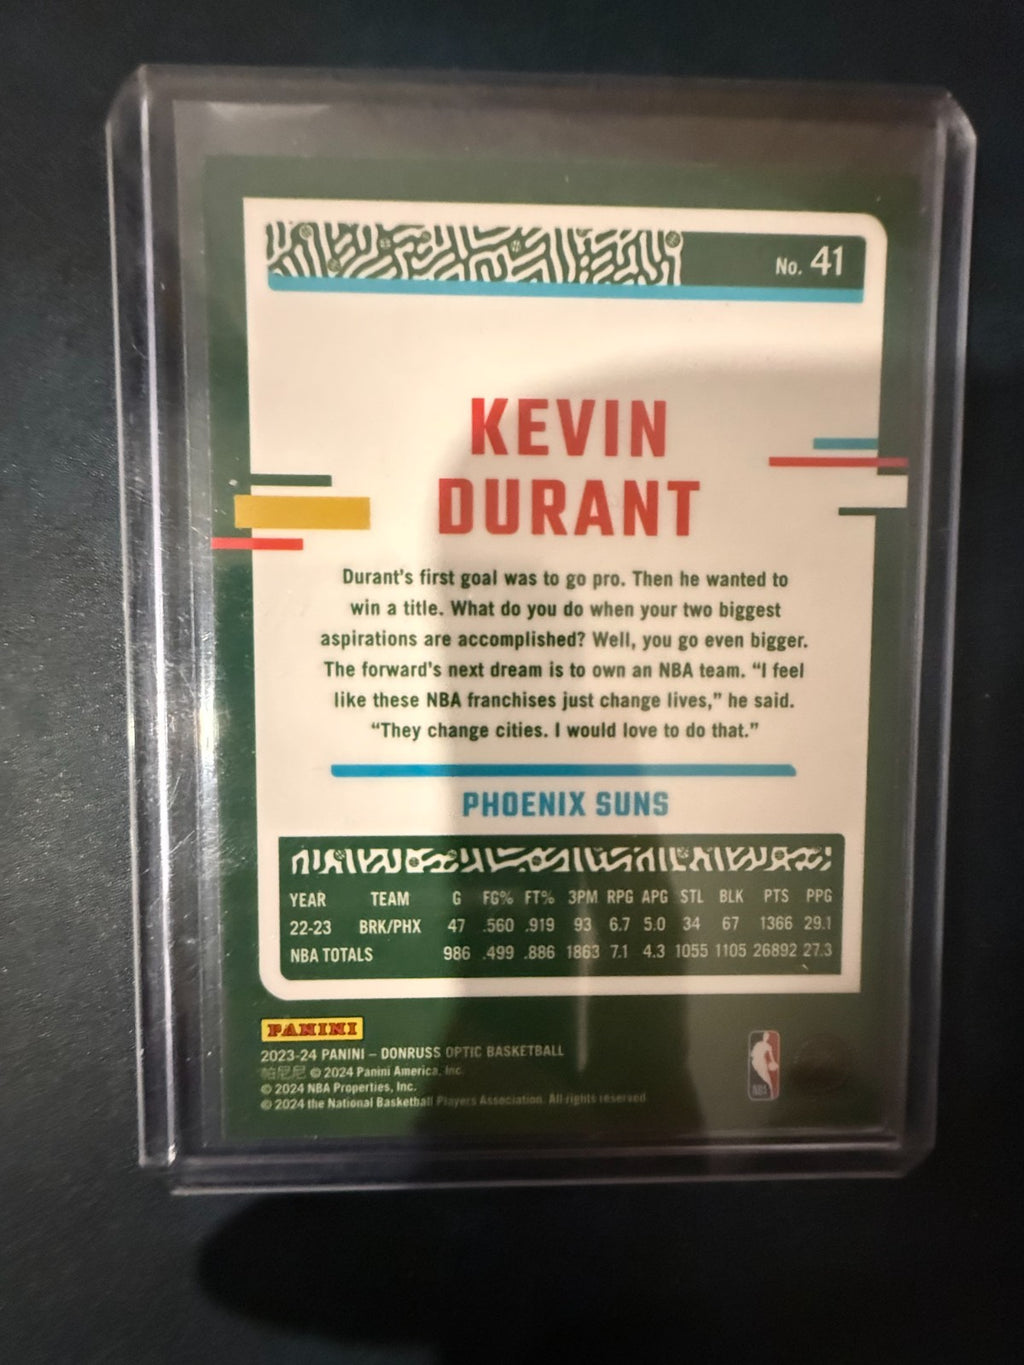 No. 41
KEVIN
DURANT
Durant's first goal was to go pro. Then he wanted to
win a title. What do you do when your two biggest
aspirations are accomplished? Well, you go even bigger.
The forward's next dream is to own an NBA team. “I feel
like these NBA franchises just change lives,” he said.
“They change cities. I would love to do that.”
PHOENIX SUNS
YEAR TEAM G FG% FT% 3PM RPG APG STL BLK PTS PPG
22-23 BRK/PHX 47 .560 .919 93 6.7 5.0 34 67 1366 29.1
NBA TOTALS 986 .499 .886 1863 7.1 4.3 1055 1105 26892 27.3
PANINI
2023-24 PANINI – DONRUSS OPTIC BASKETBALL
帕尼尼 © 2024 Panini America, Inc.
© 2024 NBA Properties, Inc.
© 2024 the National Basketball Players Association. All rights reserved
NBA